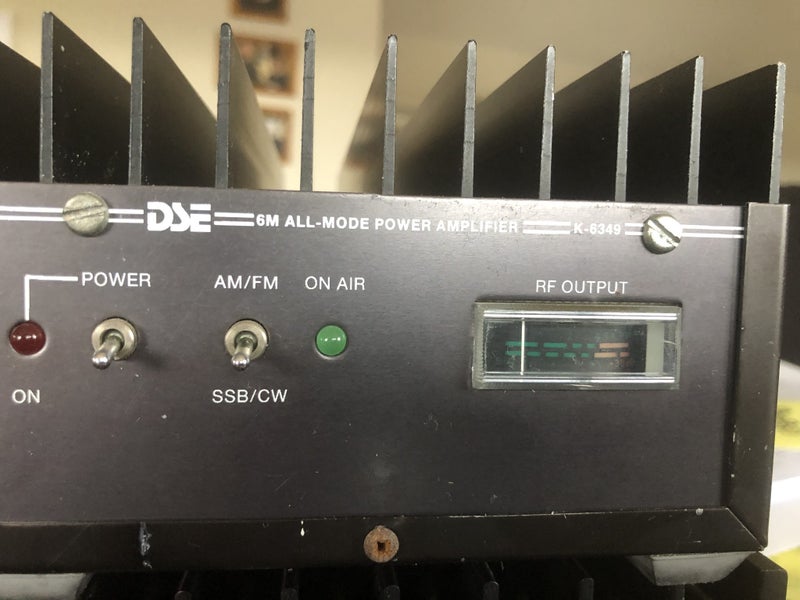 DSE 6M ALL-MODE POWER AMPLIFIER K-6349
POWER AM/FM ON AIR RF OUTPUT
ON SSB/CW